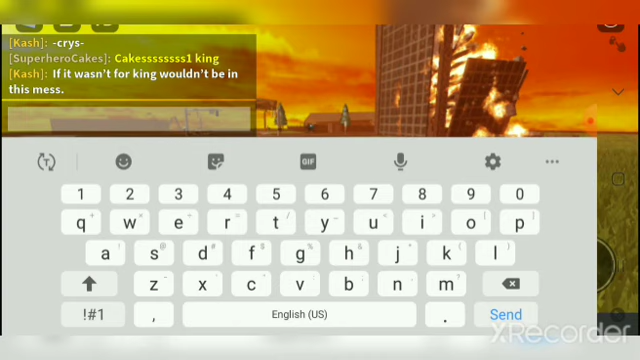 [Kash]: -crys-
[SuperheroCakes]: Cakesssssssss1 king
[Kash]: If it wasn't for king wouldn't be in
this mess.
T GIF
1 2 3 4 5 6 7 8 9 0
q w e r t y u i o p
a s d f g h j k l
z x c v b n m
!#1 , English (US) . Send
XRecorder